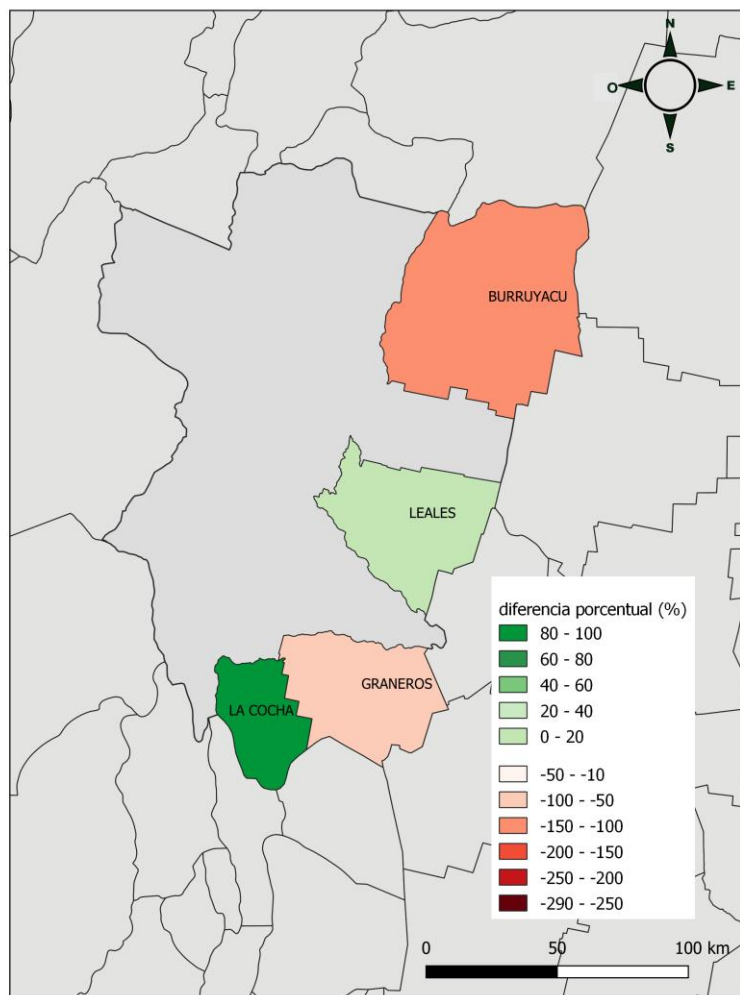 N
O
E
S
BURRUYACU
LEALES
GRANEROS
LA COCHA
diferencia porcentual (%)
80 - 100
60 - 80
40 - 60
20 - 40
0 - 20
-50 - -10
-100 - -50
-150 - -100
-200 - -150
-250 - -200
-290 - -250
0 50 100 km